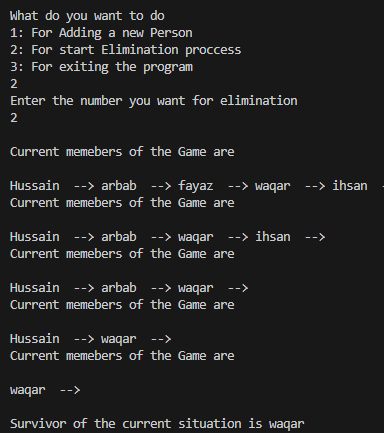 What do you want to do
1: For Adding a new Person
2: For start Elimination proccess
3: For exiting the program
2
Enter the number you want for elimination
2
Current memebers of the Game are
Hussain --> arbab --> fayaz --> waqar --> ihsan -
Current memebers of the Game are
Hussain --> arbab --> waqar --> ihsan -->
Current memebers of the Game are
Hussain --> arbab --> waqar -->
Current memebers of the Game are
Hussain --> waqar -->
Current memebers of the Game are
waqar -->
Survivor of the current situation is waqar